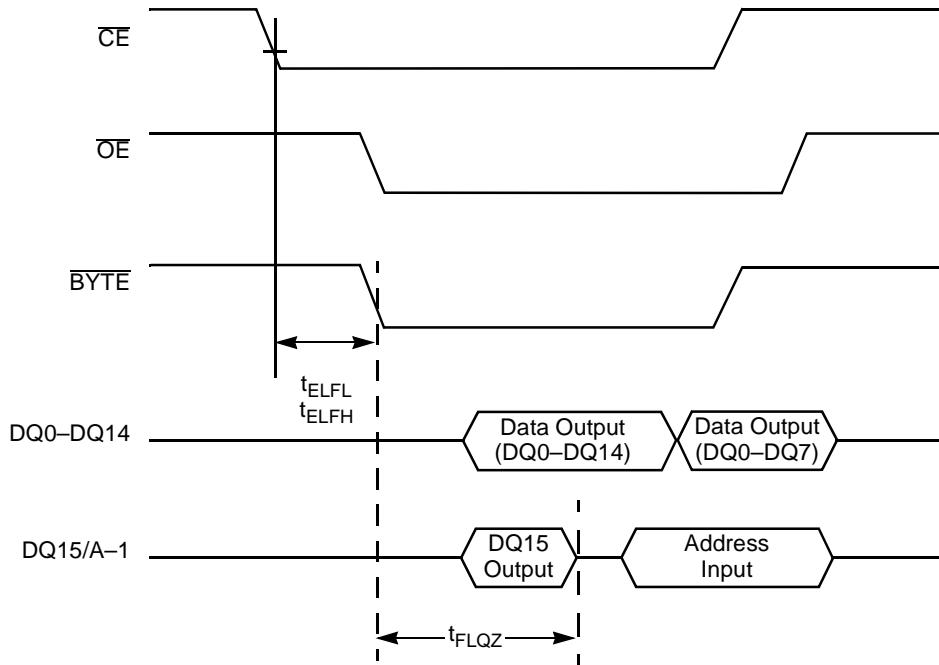 CE
OE
BYTE
tELFL
tELFH
DQ0–DQ14
Data Output
(DQ0–DQ14)
Data Output
(DQ0–DQ7)
DQ15/A–1
DQ15
Output
Address
Input
tFLQZ